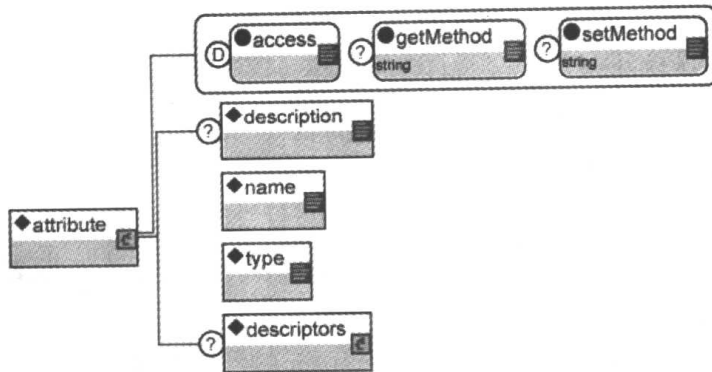 D access ? getMethod ? setMethod
string string
? description
name
attribute
type
? descriptors